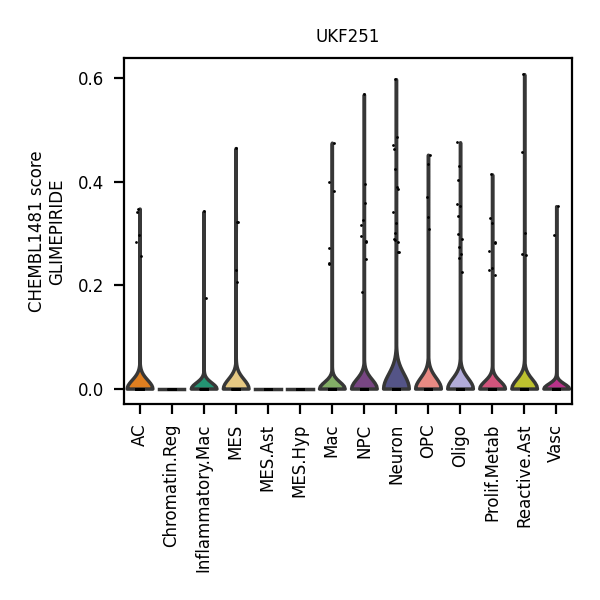 UKF251
CHEMBL1481 score
GLIMEPIRIDE
0.6
0.4
0.2
0.0
AC
Chromatin.Reg
Inflammatory.Mac
MES
MES.Ast
MES.Hyp
Mac
NPC
Neuron
OPC
Oligo
Prolif.Metab
Reactive.Ast
Vasc